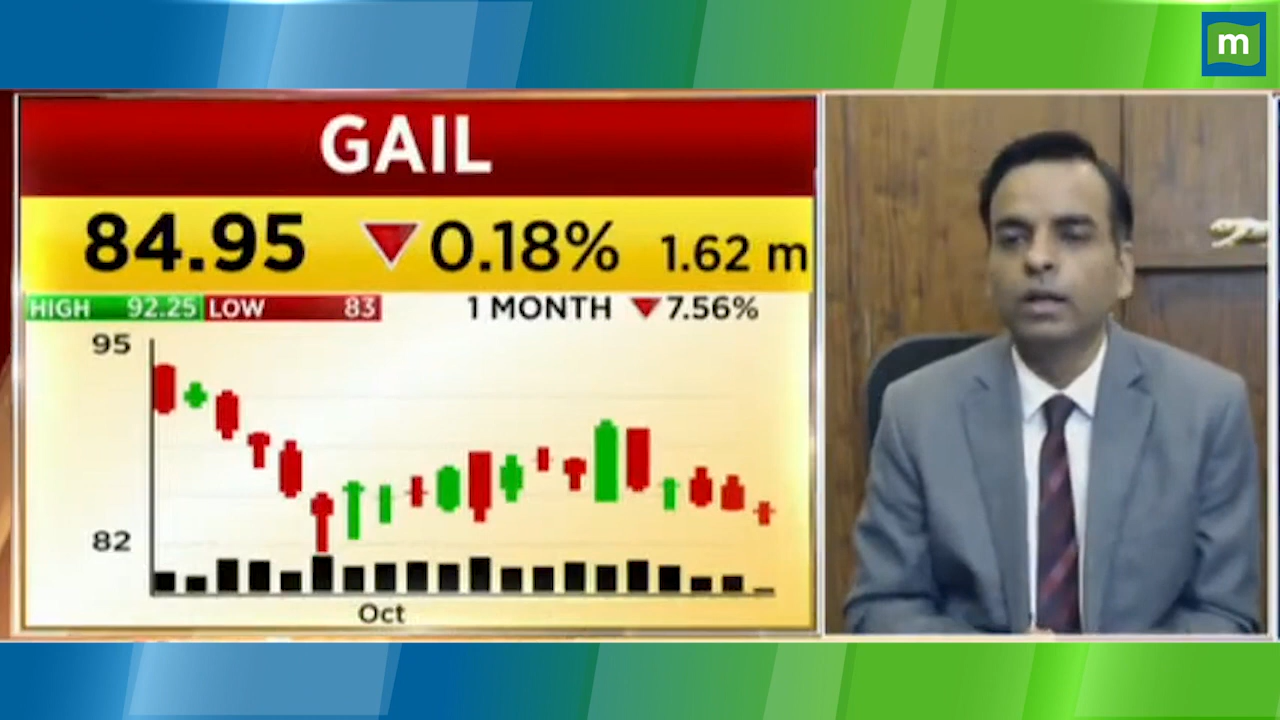 m
GAIL
84.95 ▼ 0.18% 1.62 m
HIGH 92.25 LOW 83 1 MONTH ▼ 7.56%
95
82
Oct